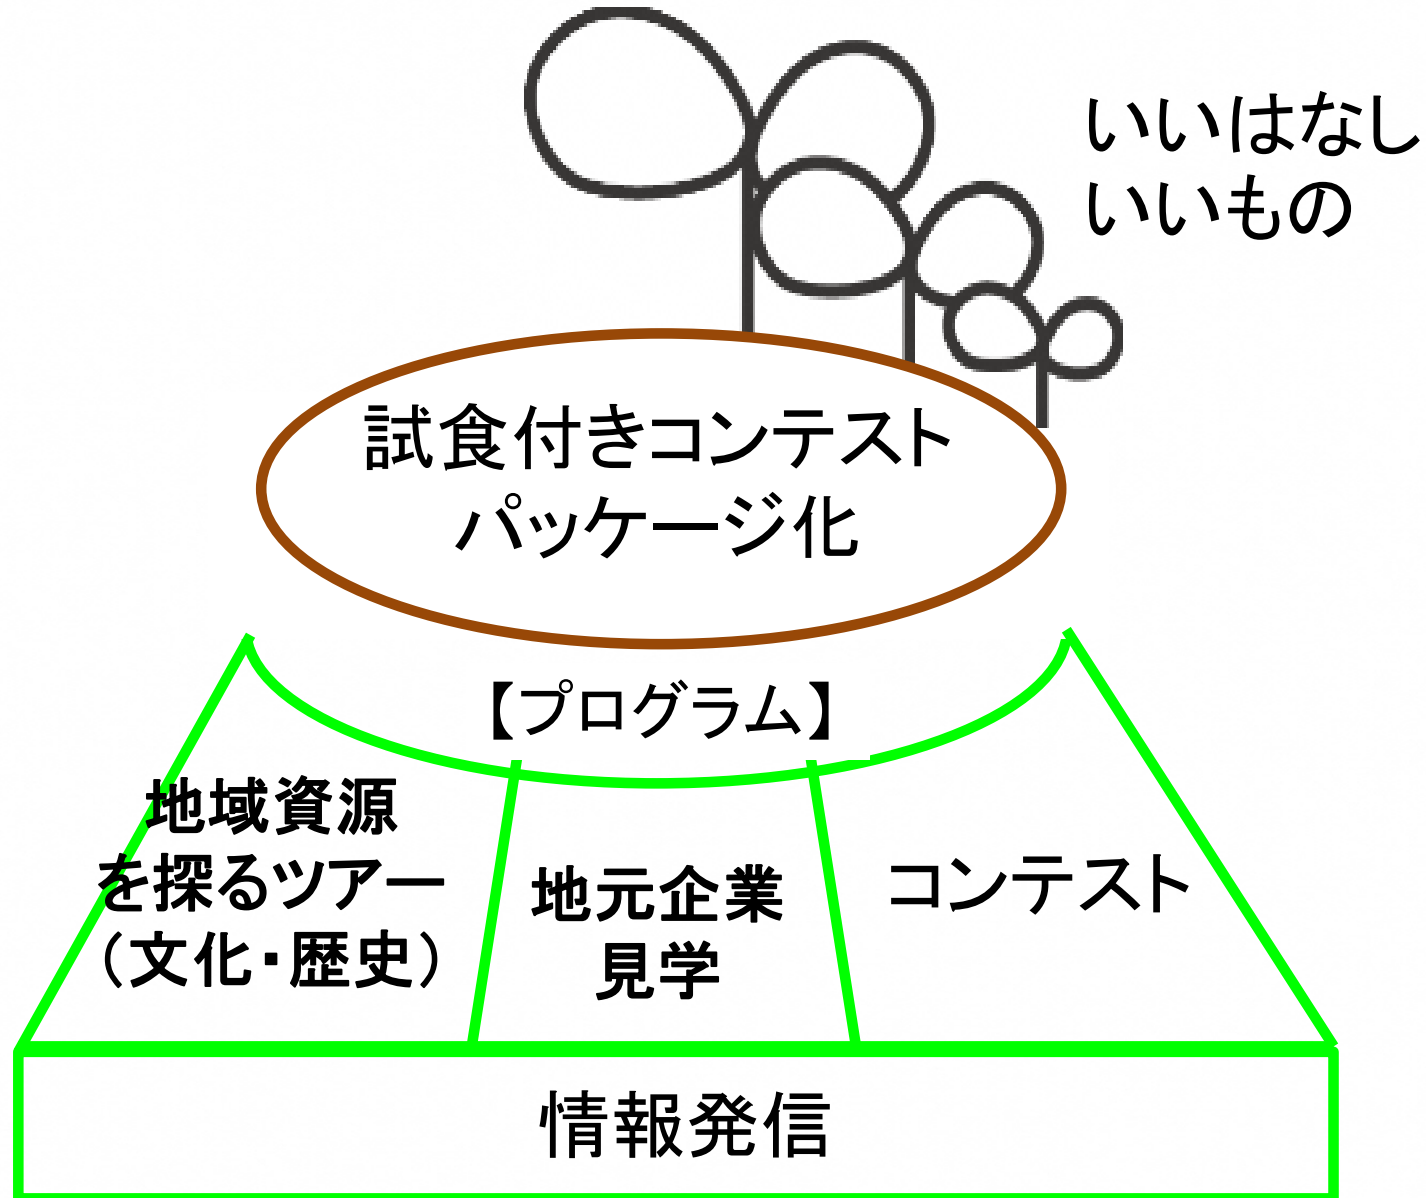 いいはなし
いいもの
試食付きコンテスト
パッケージ化
【プログラム】
地域資源
を探るツアー
（文化・歴史）
地元企業
見学
コンテスト
情報発信